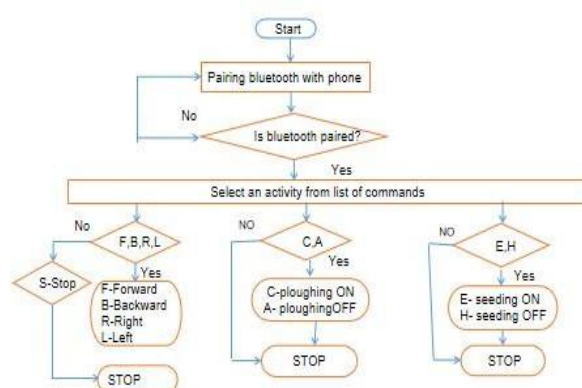 Start
Pairing bluetooth with phone
No
Is bluetooth paired?
Yes
Select an activity from list of commands
No
F,B,R,L
NO
C,A
NO
E,H
S-Stop
Yes
F-Forward
B-Backward
R-Right
L-Left
Yes
C-ploughing ON
A- ploughingOFF
Yes
E- seeding ON
H- seeding OFF
STOP
STOP
STOP